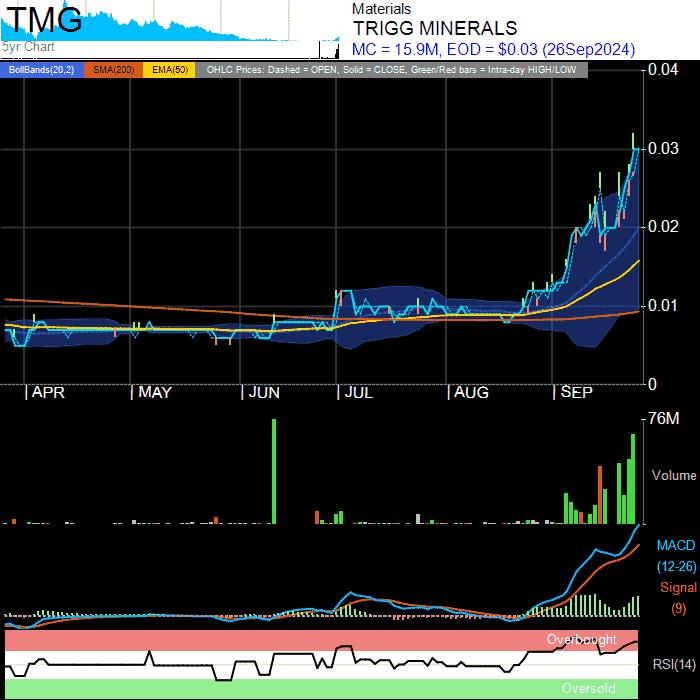 TMG
5yr Chart
Materials
TRIGG MINERALS
MC = 15.9M, EOD = $0.03 (26Sep2024)
BollBands(20,2) SMA(200) EMA(50) OHLC Prices: Dashed = OPEN, Solid = CLOSE, Green/Red bars = Intra-day HIGH/LOW
0.04
0.03
0.02
0.01
0
APR MAY JUN JUL AUG SEP
76M
Volume
MACD
(12-26)
Signal
(9)
Overbought
RSI(14)
Oversold